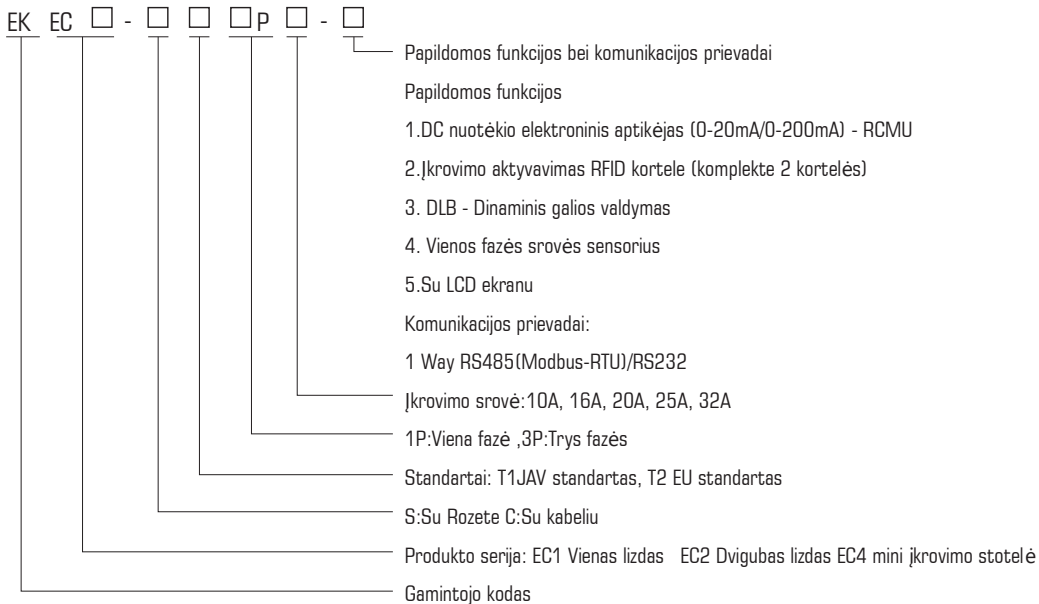 EK EC□ - □ □ □P □ - □
Papildomos funkcijos bei komunikacijos prievadai
Papildomos funkcijos
1.DC nuotėkio elektroninis aptikėjas (0-20mA/0-200mA) - RCMU
2.Įkrovimo aktyvavimas RFID kortele (komplekte 2 kortelės)
3. DLB - Dinaminis galios valdymas
4. Vienos fazės srovės sensorius
5.Su LCD ekranu
Komunikacijos prievadai:
1 Way RS485(Modbus-RTU)/RS232
Įkrovimo srovė:10A, 16A, 20A, 25A, 32A
1P:Viena fazė ,3P:Trys fazės
Standartai: T1JAV standartas, T2 EU standartas
S:Su Rozete C:Su kabeliu
Produkto serija: EC1 Vienas lizdas EC2 Dvigubas lizdas EC4 mini įkrovimo stotelė
Gamintojo kodas